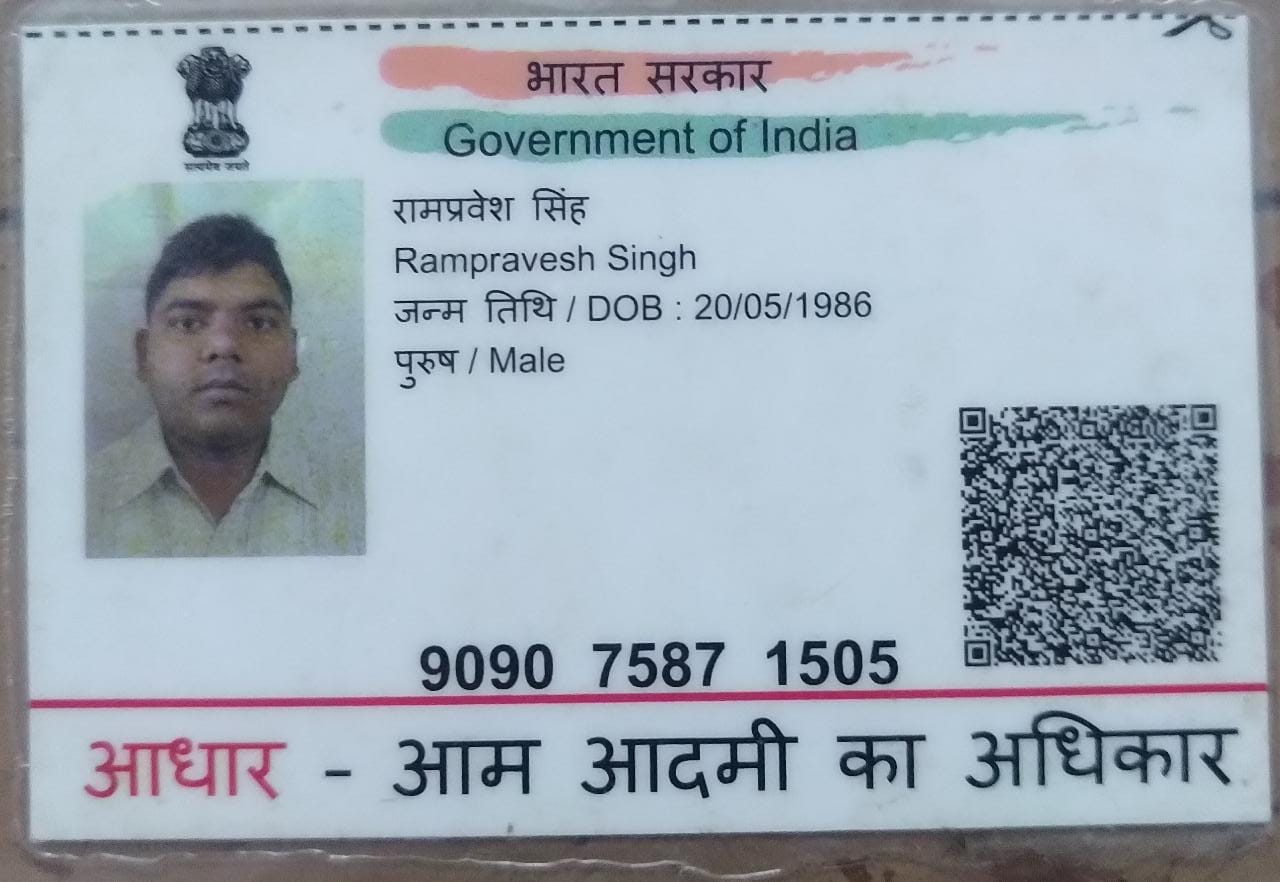 सत्यमेव जयते
भारत सरकार
Government of India
रामप्रवेश सिंह
Rampravesh Singh
जन्म तिथि / DOB : 20/05/1986
पुरुष / Male
9090 7587 1505
आधार - आम आदमी का अधिकार